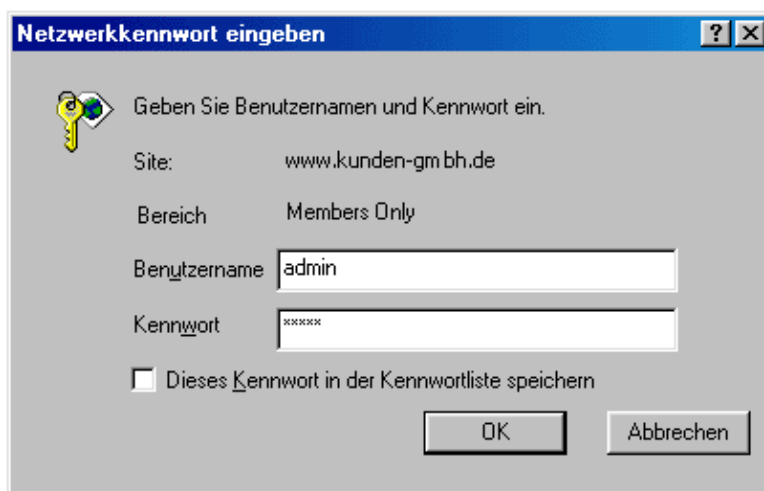 Netzwerkkennwort eingeben
Geben Sie Benutzernamen und Kennwort ein.
Site: www.kunden-gmbh.de
Bereich Members Only
Benutzername admin
Kennwort *****
Dieses Kennwort in der Kennwortliste speichern
OK Abbrechen